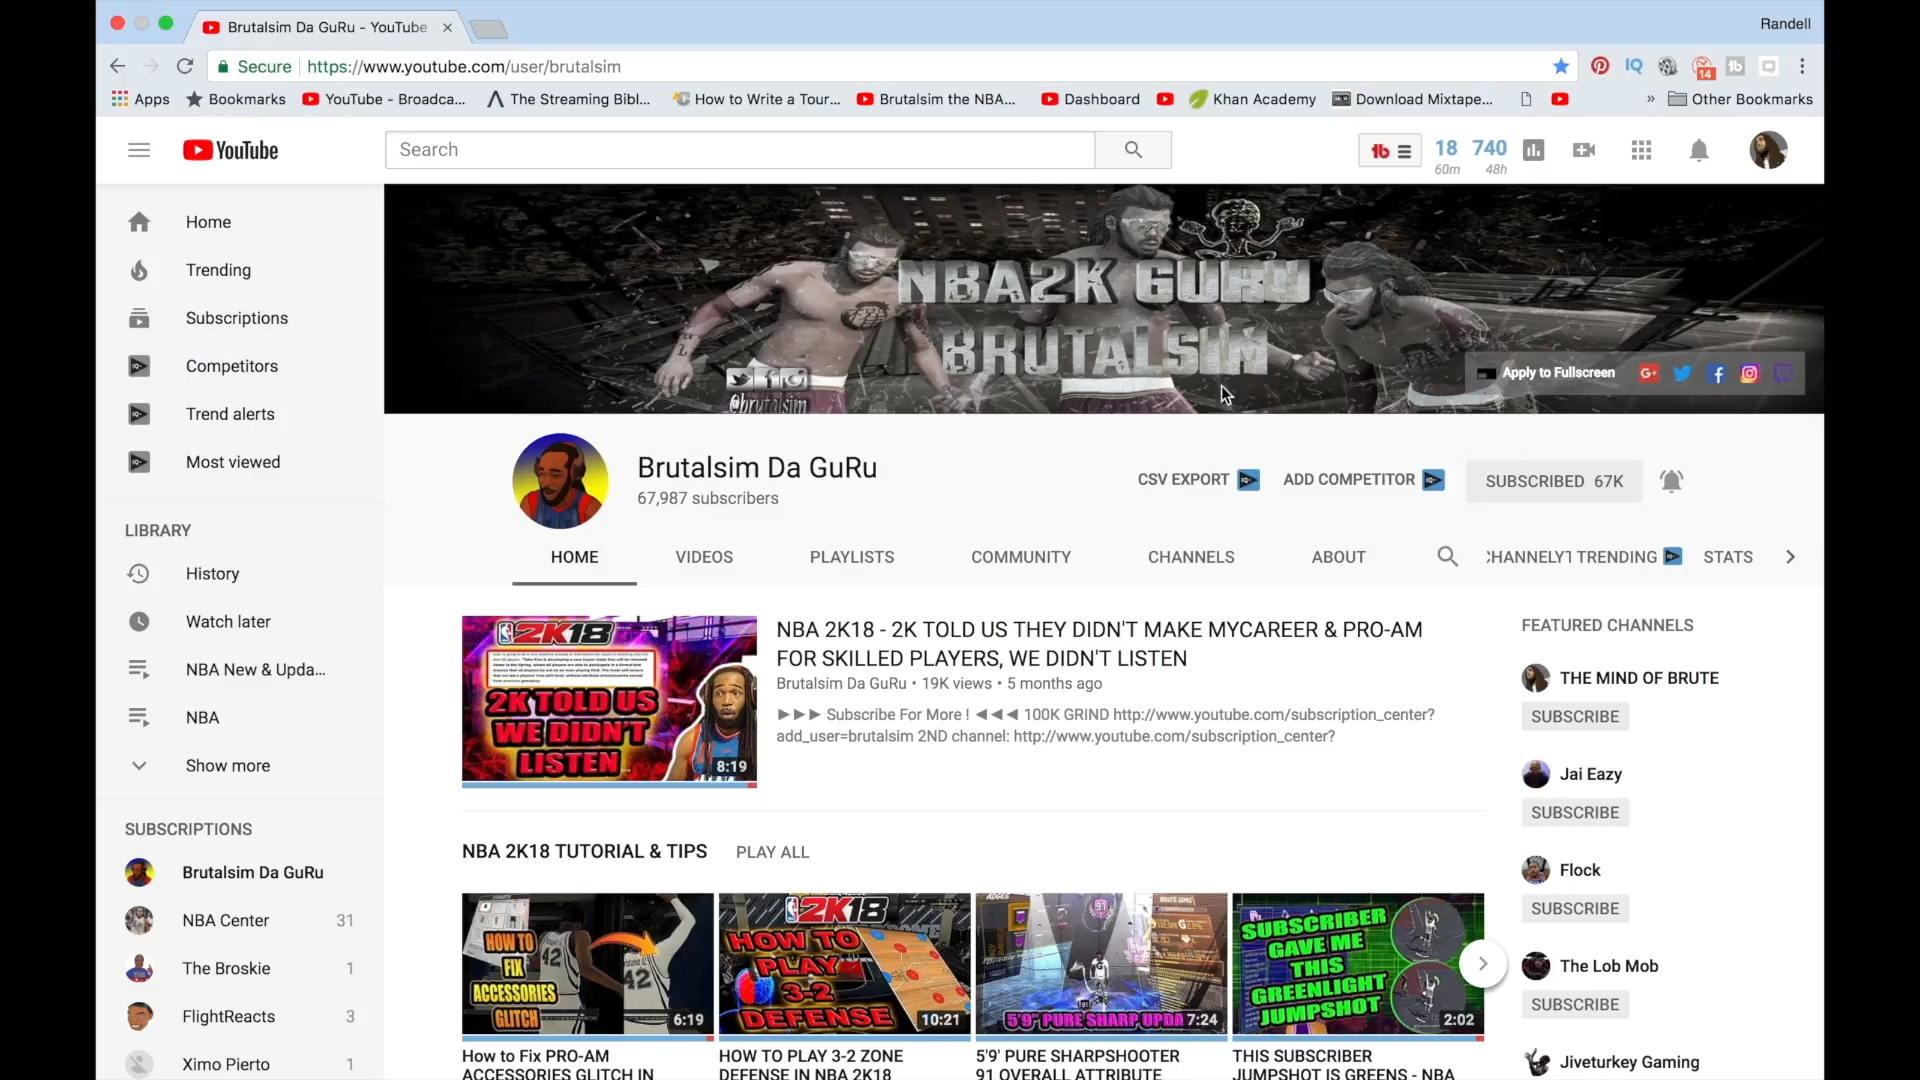 Brutalsim Da GuRu - YouTube
Randell
Secure
https://www.youtube.com/user/brutalsim
IQ
14
Apps
Bookmarks
YouTube - Broadca...
The Streaming Bibl...
How to Write a Tour...
Brutalsim the NBA...
Dashboard
Khan Academy
Download Mixtape...
» Other Bookmarks
YouTube
Search
18 740
60m 48h
Home
Trending
Subscriptions
Competitors
Trend alerts
Most viewed
LIBRARY
History
Watch later
NBA New & Upda...
NBA
Show more
SUBSCRIPTIONS
Brutalsim Da GuRu
NBA Center 31
The Broskie 1
FlightReacts 3
Ximo Pierto 1
NBA2K GURU
BRUTALSIM
@brutalsim
Apply to Fullscreen
Brutalsim Da GuRu
67,987 subscribers
CSV EXPORT
ADD COMPETITOR
SUBSCRIBED 67K
HOME
VIDEOS
PLAYLISTS
COMMUNITY
CHANNELS
ABOUT
TRENDING
STATS
2K18
2K TOLD US
WE DIDN'T
LISTEN
8:19
NBA 2K18 - 2K TOLD US THEY DIDN'T MAKE MYCAREER & PRO-AM
FOR SKILLED PLAYERS, WE DIDN'T LISTEN
Brutalsim Da GuRu • 19K views • 5 months ago
►►► Subscribe For More ! ◄◄◄ 100K GRIND http://www.youtube.com/subscription_center?
add_user=brutalsim 2ND channel: http://www.youtube.com/subscription_center?
NBA 2K18 TUTORIAL & TIPS
PLAY ALL
HOW TO
FIX
ACCESSORIES
GLITCH
42
42
6:19
How to Fix PRO-AM
ACCESSORIES GLITCH IN
2K18
HOW TO
PLAY
3-2
DEFENSE
10:21
HOW TO PLAY 3-2 ZONE
DEFENSE IN NBA 2K18
91
5'9" PURE SHARP UPDA
7:24
5'9' PURE SHARPSHOOTER
91 OVERALL ATTRIBUTE
SUBSCRIBER
GAVE ME
THIS
GREENLIGHT
JUMPSHOT
2:02
THIS SUBSCRIBER
JUMPSHOT IS GREENS - NBA
FEATURED CHANNELS
THE MIND OF BRUTE
SUBSCRIBE
Jai Eazy
SUBSCRIBE
Flock
SUBSCRIBE
The Lob Mob
SUBSCRIBE
Jiveturkey Gaming